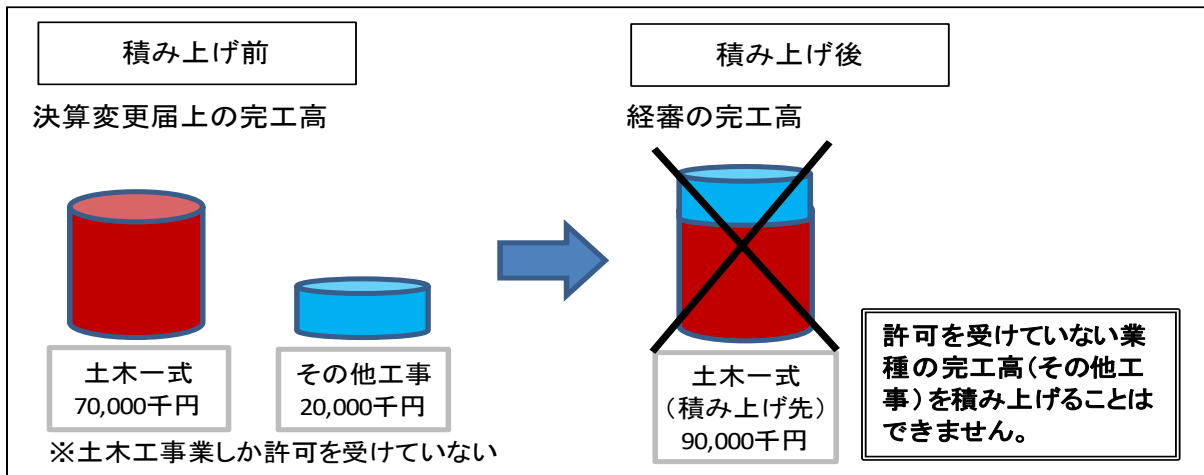 積み上げ前
決算変更届上の完工高
土木一式
70,000千円
その他工事
20,000千円
※土木工事業しか許可を受けていない
積み上げ後
経審の完工高
土木一式
(積み上げ先)
90,000千円
許可を受けていない業
種の完工高(その他工
事)を積み上げることは
できません。